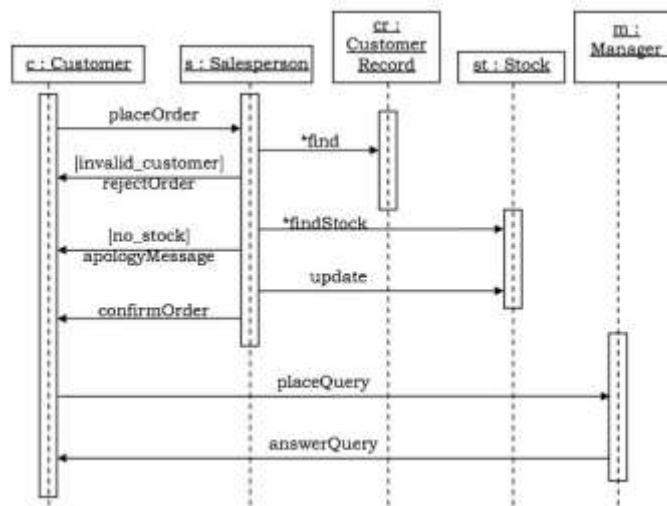 cr :
Customer
Record
m :
Manager
c : Customer
s : Salesperson
st : Stock
placeOrder
*find
[invalid_customer]
rejectOrder
*findStock
[no_stock]
apologyMessage
update
confirmOrder
placeQuery
answerQuery